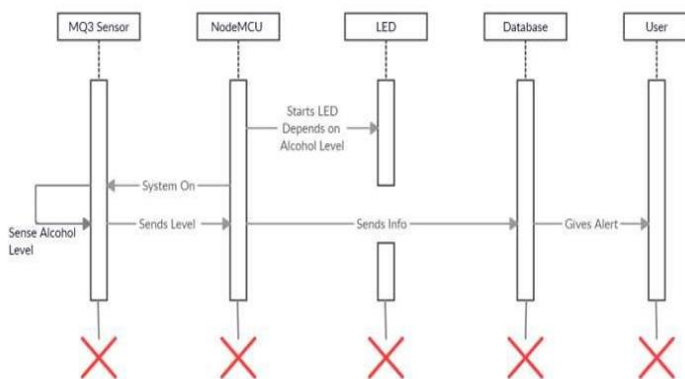 MQ3 Sensor
NodeMCU
LED
Database
User
Starts LED
Depends on
Alcohol Level
System On
Sense Alcohol
Level
Sends Level
Sends Info
Gives Alert